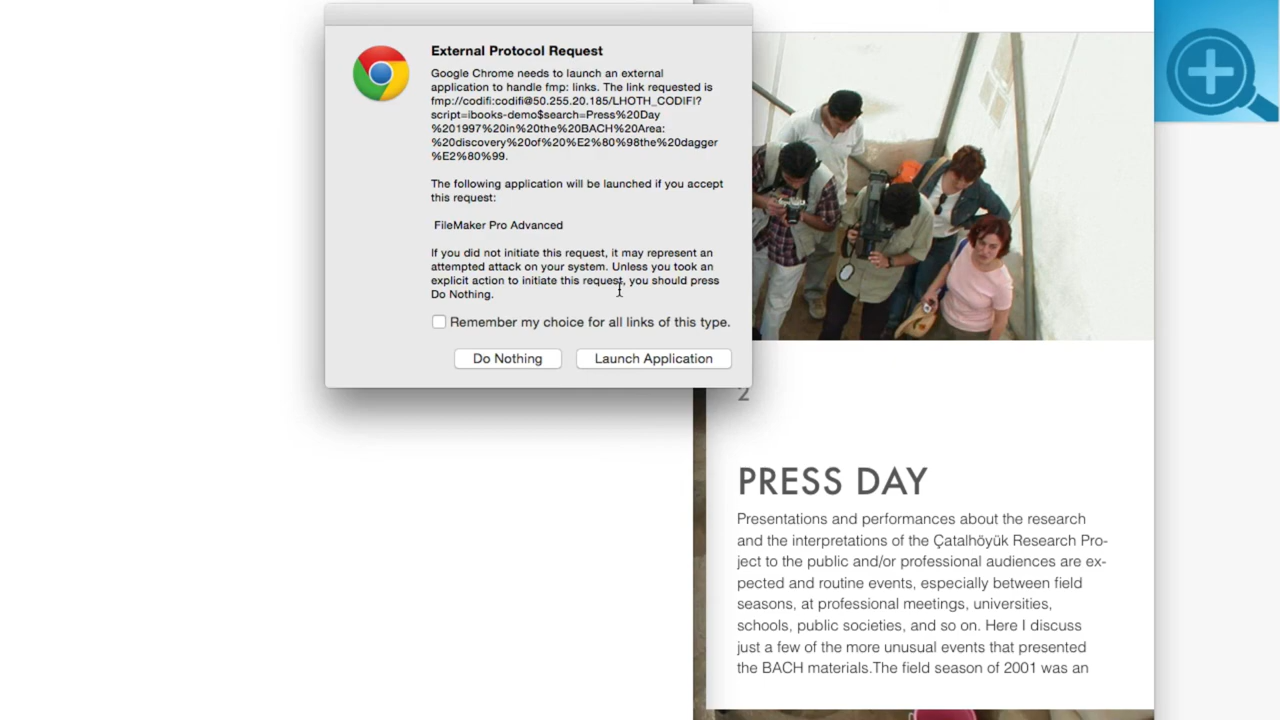 External Protocol Request
Google Chrome needs to launch an external
application to handle fmp: links. The link requested is
fmp://codifi:codifi@50.255.20.185/LHOTH_CODIFI?
script=ibooks-demo$search=Press%20Day
%201997%20in%20the%20BACH%20Area:
%20discovery%20of%20%E2%80%98the%20dagger
%E2%80%99.
The following application will be launched if you accept
this request:
FileMaker Pro Advanced
If you did not initiate this request, it may represent an
attempted attack on your system. Unless you took an
explicit action to initiate this request, you should press
Do Nothing.
Remember my choice for all links of this type.
Do Nothing
Launch Application
2
PRESS DAY
Presentations and performances about the research
and the interpretations of the Çatalhöyük Research Pro-
ject to the public and/or professional audiences are ex-
pected and routine events, especially between field
seasons, at professional meetings, universities,
schools, public societies, and so on. Here I discuss
just a few of the more unusual events that presented
the BACH materials.The field season of 2001 was an